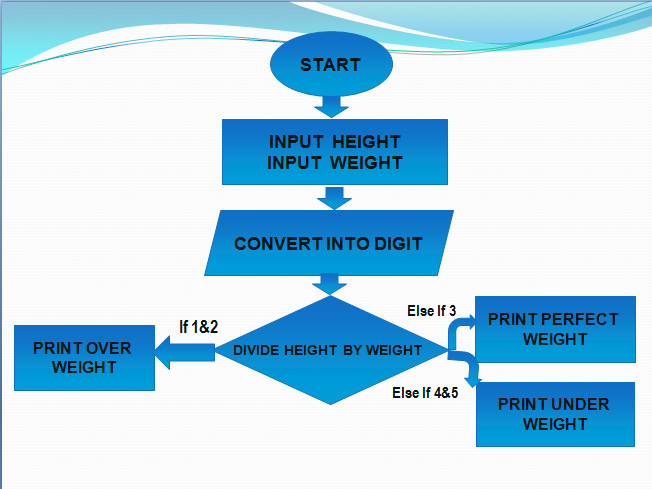 START
INPUT HEIGHT
INPUT WEIGHT
CONVERT INTO DIGIT
DIVIDE HEIGHT BY WEIGHT
If 1&2
PRINT OVER
WEIGHT
Else If 3
PRINT PERFECT
WEIGHT
Else If 4&5
PRINT UNDER
WEIGHT